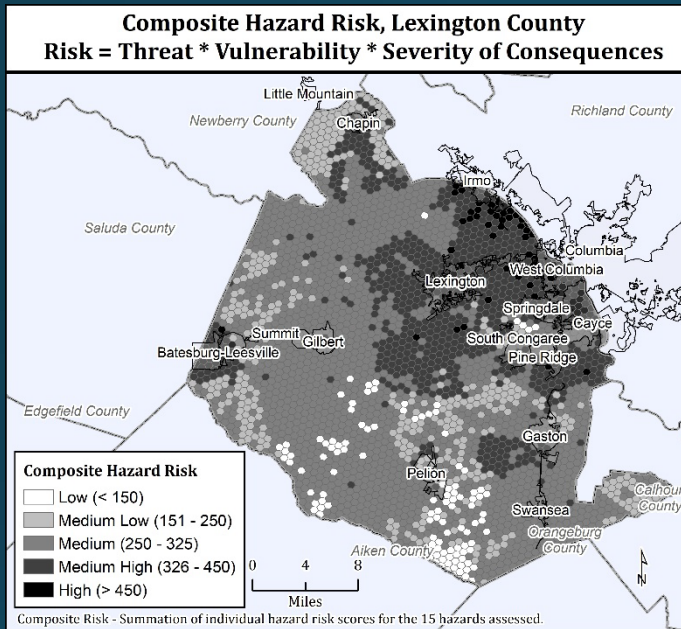 Composite Hazard Risk, Lexington County
Risk = Threat * Vulnerability * Severity of Consequences
Little Mountain
Newberry County
Chapin
Richland County
Irmo
Saluda County
Columbia
Lexington
West Columbia
Springdale
Cayce
Summit
Gilbert
South Congaree
Batesburg-Leesville
Pine Ridge
Edgefield County
Gaston
Composite Hazard Risk
Low (< 150)
Medium Low (151 - 250)
Medium (250 - 325)
Medium High (326 - 450)
High (> 450)
Pelion
Calhoun
County
Swansea
Orangeburg
County
Aiken County
0 4 8
Miles
N
Composite Risk - Summation of individual hazard risk scores for the 15 hazards assessed.